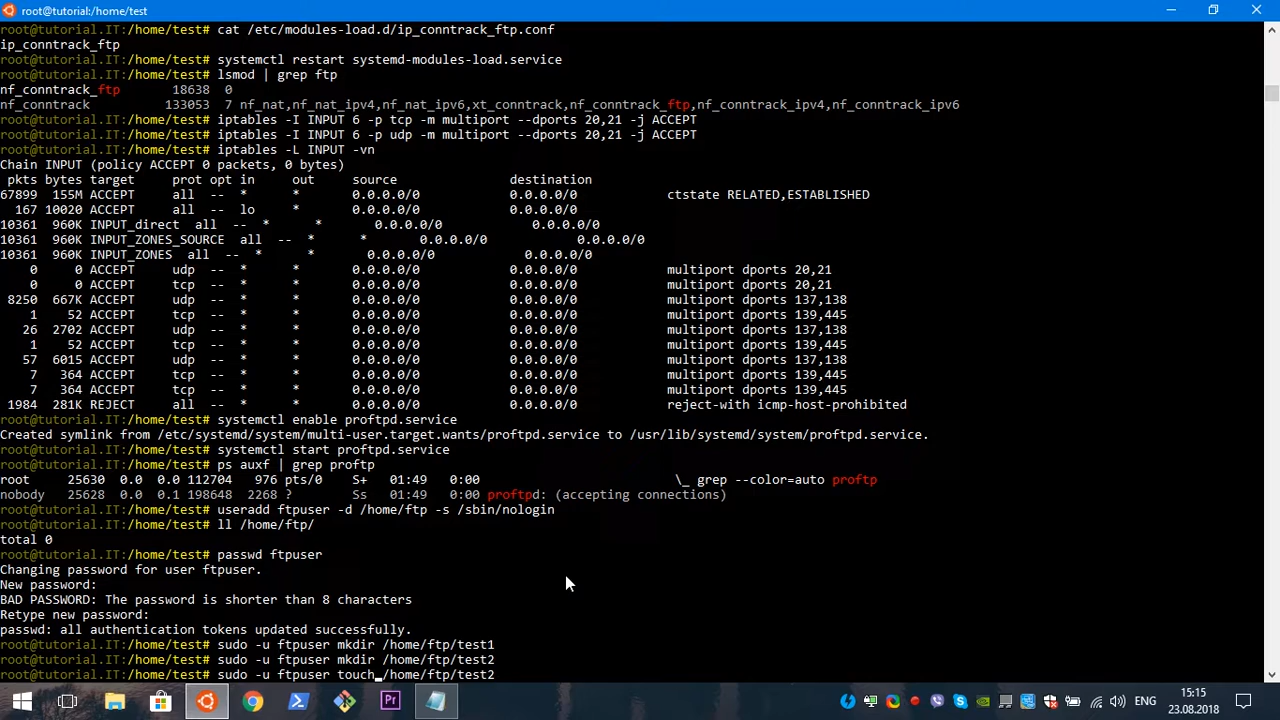 root@tutorial.IT: /home/test
root@tutorial.IT:/home/test# cat /etc/modules-load.d/ip_conntrack_ftp.conf
ip_conntrack_ftp
root@tutorial.IT:/home/test# systemctl restart systemd-modules-load.service
root@tutorial.IT:/home/test# lsmod | grep ftp
nf_conntrack_ftp 18638 0
nf_conntrack 133053 7 nf_nat,nf_nat_ipv4,nf_nat_ipv6,xt_conntrack,nf_conntrack_ftp,nf_conntrack_ipv4,nf_conntrack_ipv6
root@tutorial.IT:/home/test# iptables -I INPUT 6 -p tcp -m multiport --dports 20,21 -j ACCEPT
root@tutorial.IT:/home/test# iptables -I INPUT 6 -p udp -m multiport --dports 20,21 -j ACCEPT
root@tutorial.IT:/home/test# iptables -L INPUT -vn
Chain INPUT (policy ACCEPT 0 packets, 0 bytes)
pkts bytes target prot opt in out source destination
67899 155M ACCEPT all -- * * 0.0.0.0/0 0.0.0.0/0 ctstate RELATED,ESTABLISHED
167 10020 ACCEPT all -- lo * 0.0.0.0/0 0.0.0.0/0
10361 960K INPUT_direct all -- * * 0.0.0.0/0 0.0.0.0/0
10361 960K INPUT_ZONES_SOURCE all -- * * 0.0.0.0/0 0.0.0.0/0
10361 960K INPUT_ZONES all -- * * 0.0.0.0/0 0.0.0.0/0
0 0 ACCEPT udp -- * * 0.0.0.0/0 0.0.0.0/0 multiport dports 20,21
0 0 ACCEPT tcp -- * * 0.0.0.0/0 0.0.0.0/0 multiport dports 20,21
8250 667K ACCEPT udp -- * * 0.0.0.0/0 0.0.0.0/0 multiport dports 137,138
1 52 ACCEPT tcp -- * * 0.0.0.0/0 0.0.0.0/0 multiport dports 139,445
26 2702 ACCEPT udp -- * * 0.0.0.0/0 0.0.0.0/0 multiport dports 137,138
1 52 ACCEPT tcp -- * * 0.0.0.0/0 0.0.0.0/0 multiport dports 139,445
57 6015 ACCEPT udp -- * * 0.0.0.0/0 0.0.0.0/0 multiport dports 137,138
7 364 ACCEPT tcp -- * * 0.0.0.0/0 0.0.0.0/0 multiport dports 139,445
7 364 ACCEPT tcp -- * * 0.0.0.0/0 0.0.0.0/0 multiport dports 139,445
1984 281K REJECT all -- * * 0.0.0.0/0 0.0.0.0/0 reject-with icmp-host-prohibited
root@tutorial.IT:/home/test# systemctl enable proftpd.service
Created symlink from /etc/systemd/system/multi-user.target.wants/proftpd.service to /usr/lib/systemd/system/proftpd.service.
root@tutorial.IT:/home/test# systemctl start proftpd.service
root@tutorial.IT:/home/test# ps auxf | grep proftp
root 25630 0.0 0.0 112704 976 pts/0 S+ 01:49 0:00 \_ grep --color=auto proftp
nobody 25628 0.0 0.1 198648 2268 ? Ss 01:49 0:00 proftpd: (accepting connections)
root@tutorial.IT:/home/test# useradd ftpuser -d /home/ftp -s /sbin/nologin
root@tutorial.IT:/home/test# ll /home/ftp/
total 0
root@tutorial.IT:/home/test# passwd ftpuser
Changing password for user ftpuser.
New password:
BAD PASSWORD: The password is shorter than 8 characters
Retype new password:
passwd: all authentication tokens updated successfully.
root@tutorial.IT:/home/test# sudo -u ftpuser mkdir /home/ftp/test1
root@tutorial.IT:/home/test# sudo -u ftpuser mkdir /home/ftp/test2
root@tutorial.IT:/home/test# sudo -u ftpuser touch /home/ftp/test2
Pr
ENG
15:15
23.08.2018